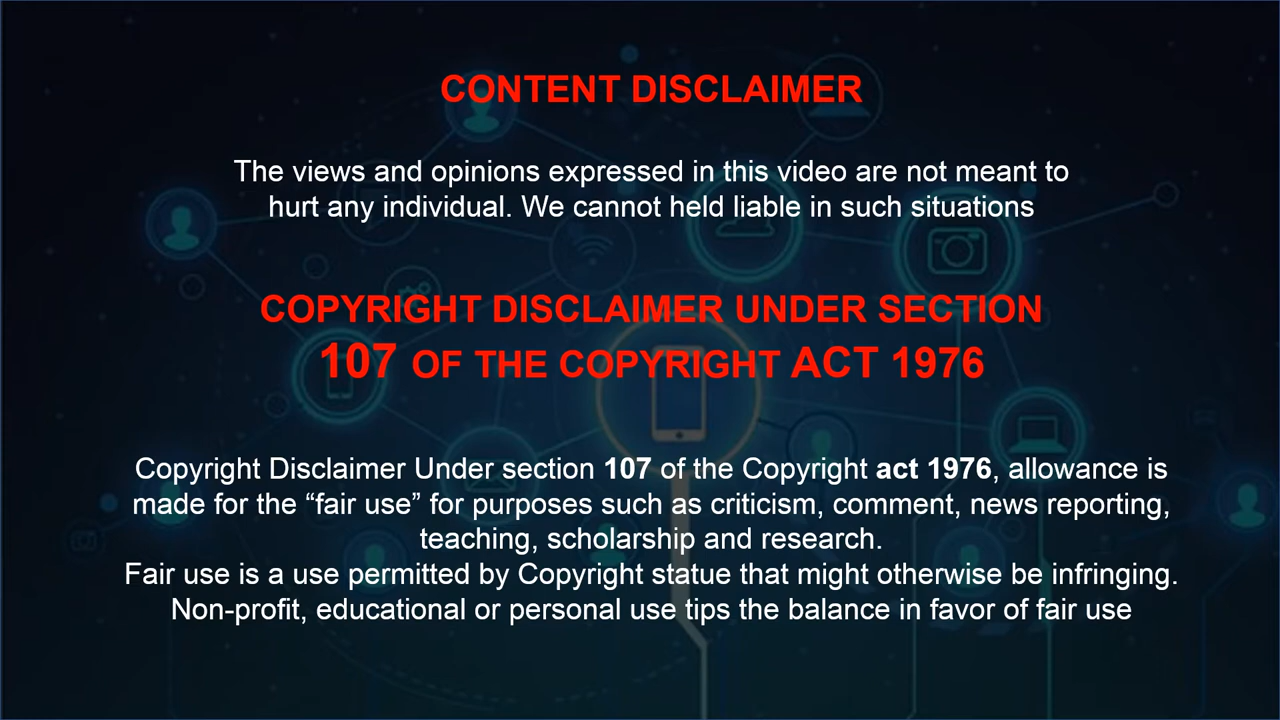 CONTENT DISCLAIMER
The views and opinions expressed in this video are not meant to
hurt any individual. We cannot held liable in such situations
COPYRIGHT DISCLAIMER UNDER SECTION
107 OF THE COPYRIGHT ACT 1976
Copyright Disclaimer Under section 107 of the Copyright act 1976, allowance is
made for the “fair use” for purposes such as criticism, comment, news reporting,
teaching, scholarship and research.
Fair use is a use permitted by Copyright statue that might otherwise be infringing.
Non-profit, educational or personal use tips the balance in favor of fair use